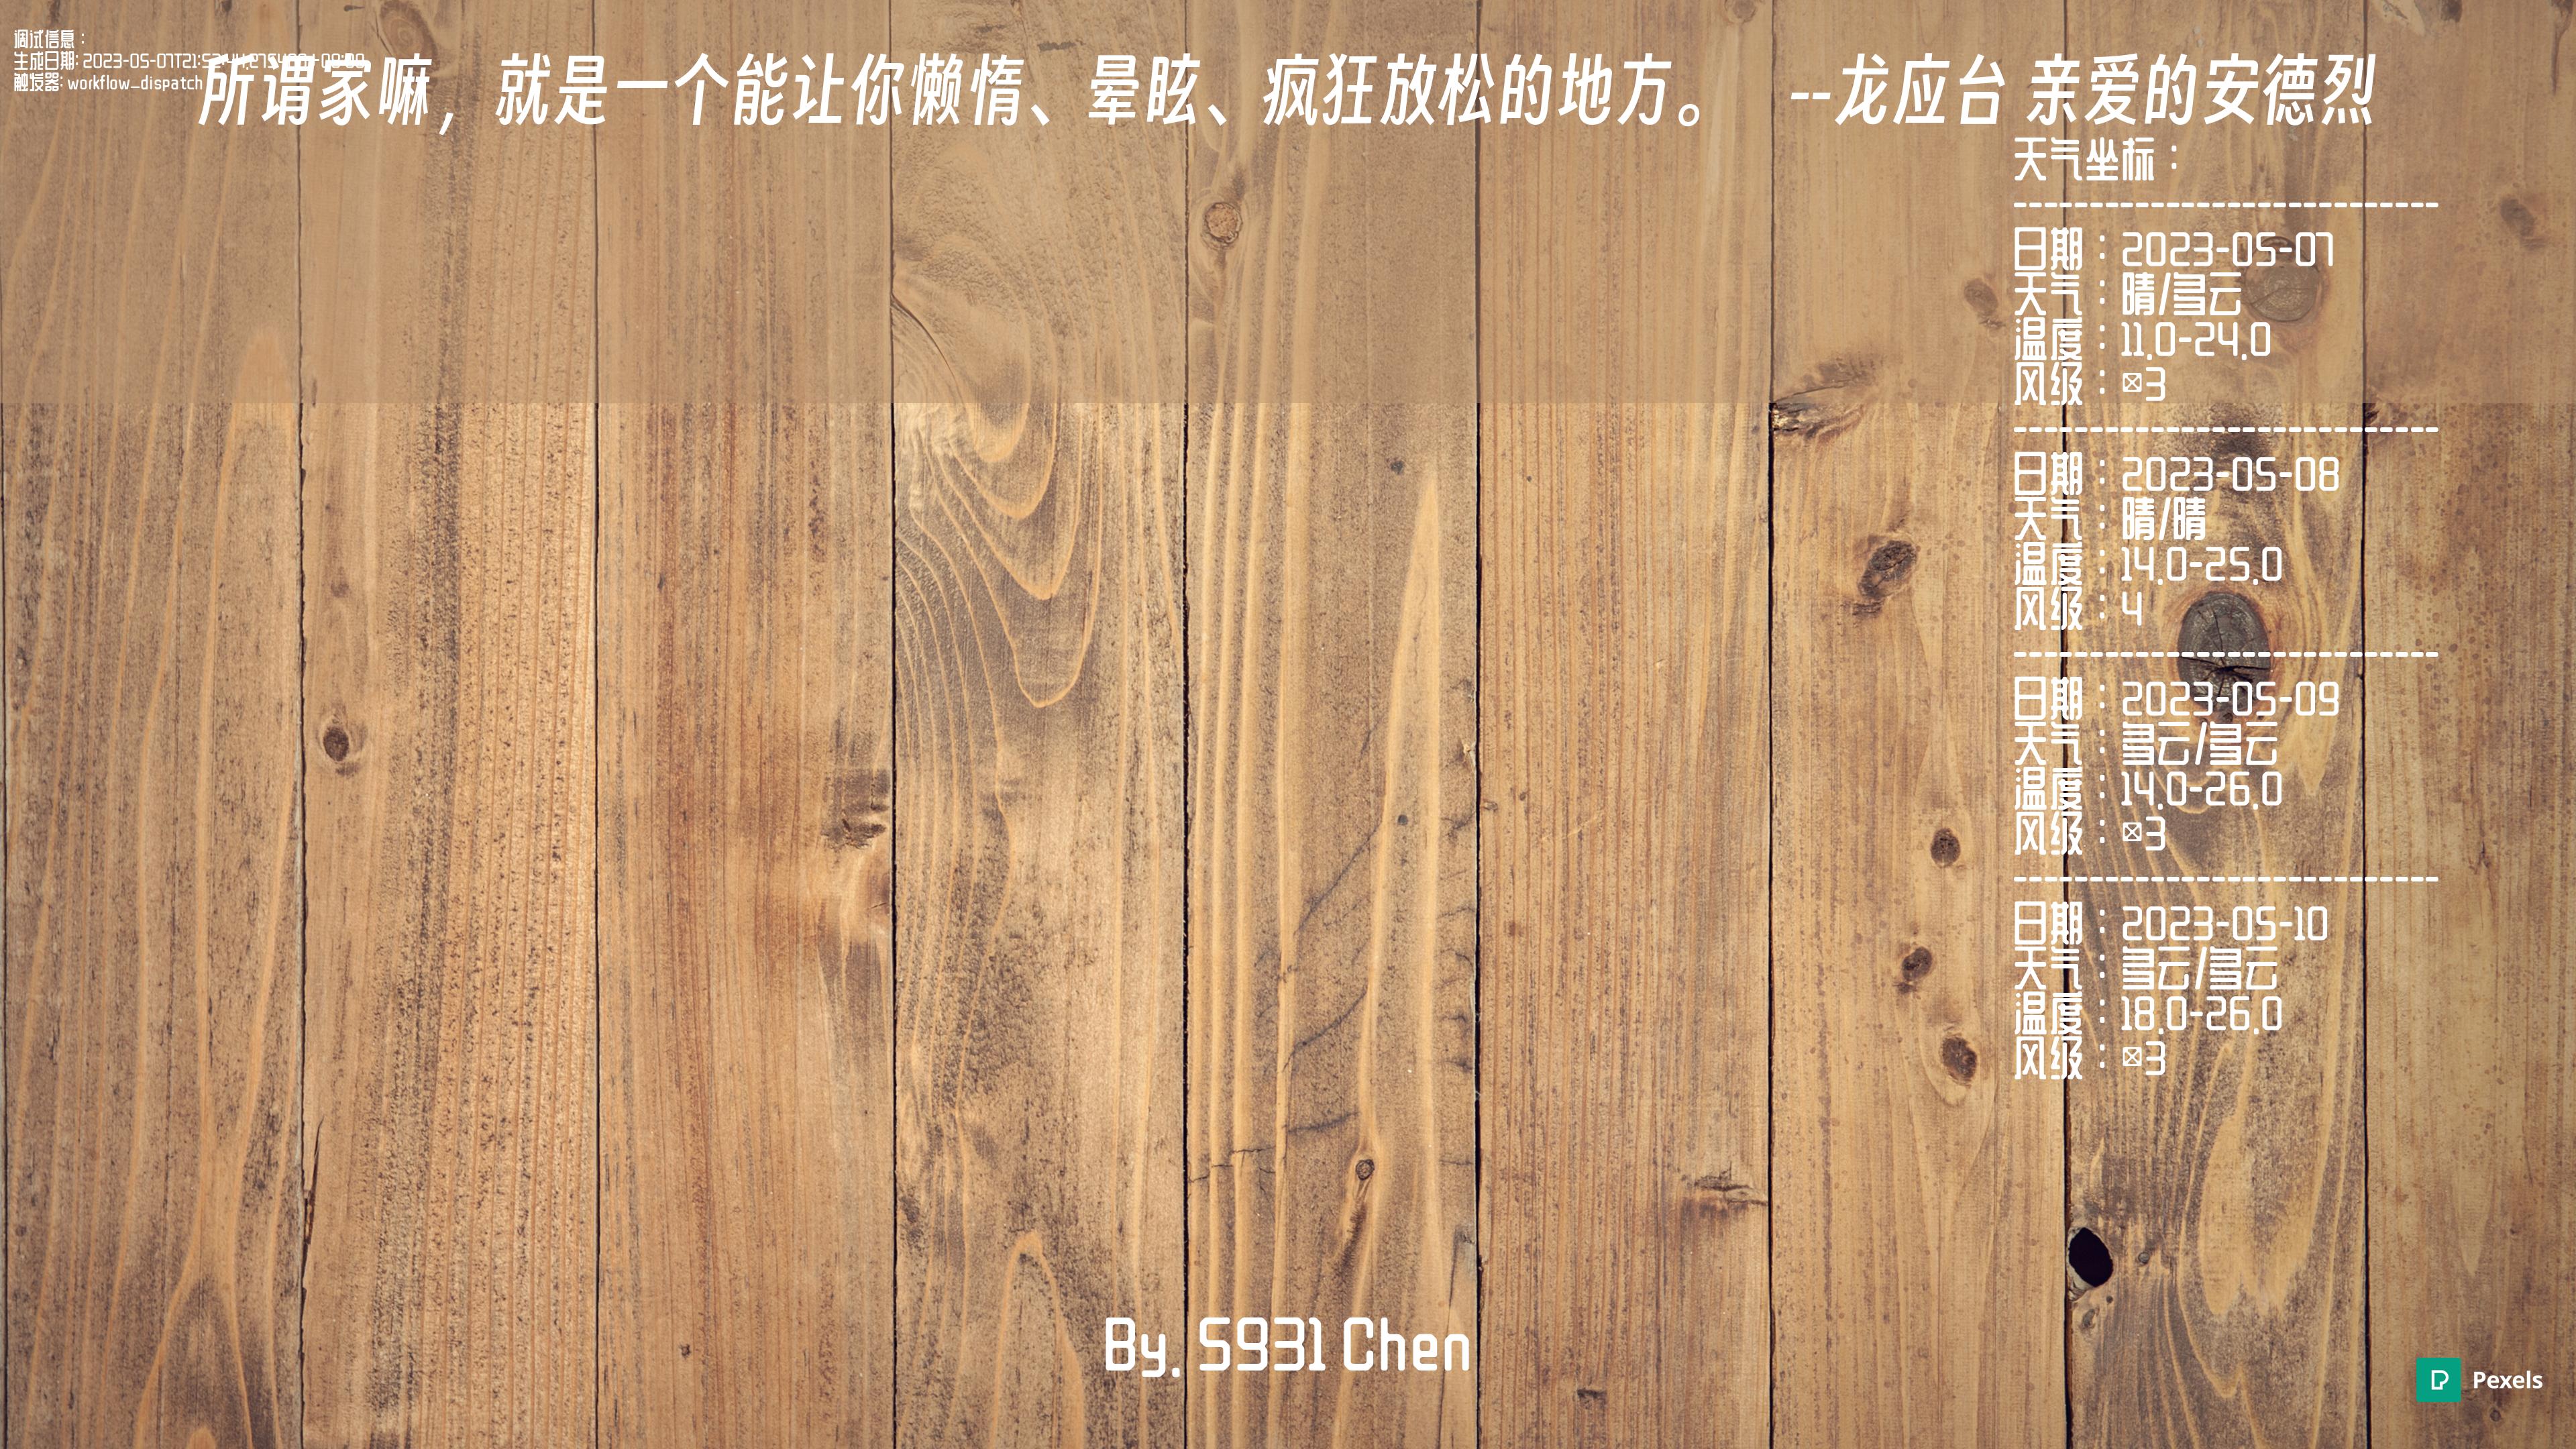 调试信息：
生成日期: 2023-05-07T21:52:44
触发器: workflow_dispatch
所谓家嘛，就是一个能让你懒惰、晕眩、疯狂放松的地方。 --龙应台 亲爱的安德烈
天气坐标：
---------------------------
日期：2023-05-07
天气：晴/多云
温度：11.0-24.0
风级：3
---------------------------
日期：2023-05-08
天气：晴/晴
温度：14.0-25.0
风级：4
---------------------------
日期：2023-05-09
天气：多云/多云
温度：14.0-26.0
风级：3
---------------------------
日期：2023-05-10
天气：多云/多云
温度：18.0-26.0
风级：3
By. S931 Chen
Pexels